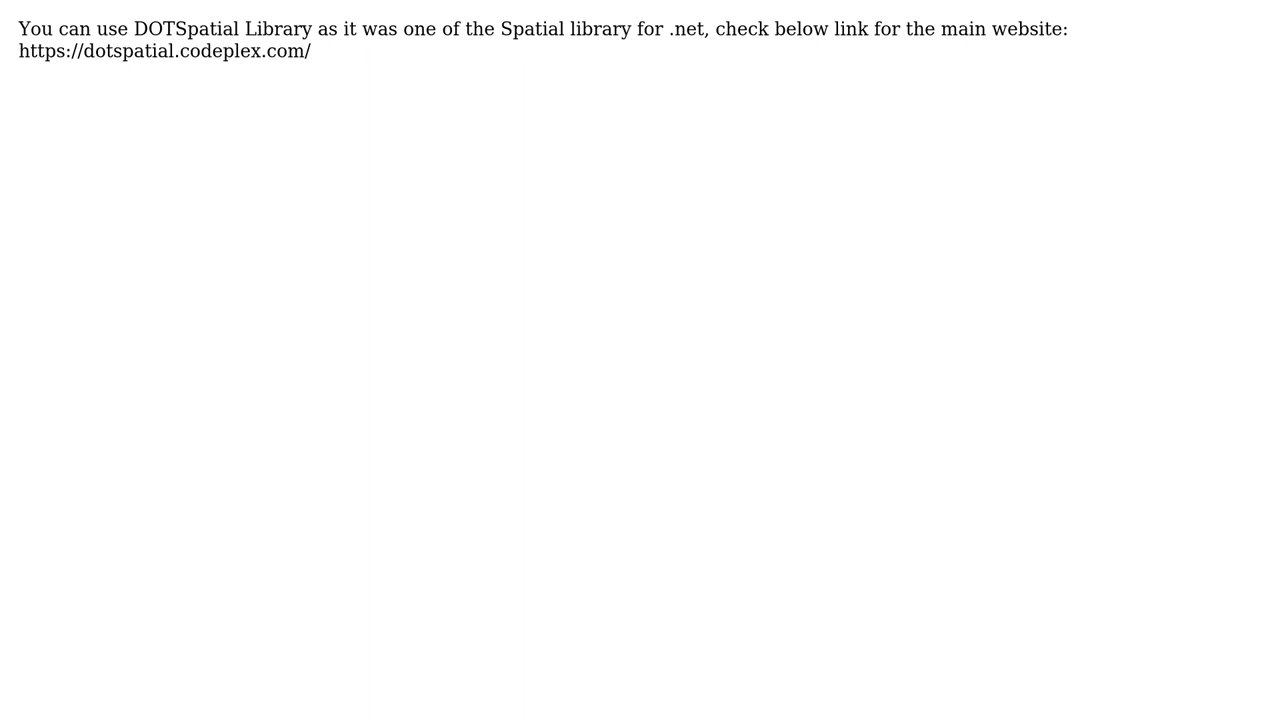 You can use DOTSpatial Library as it was one of the Spatial library for .net, check below link for the main website:
https://dotspatial.codeplex.com/